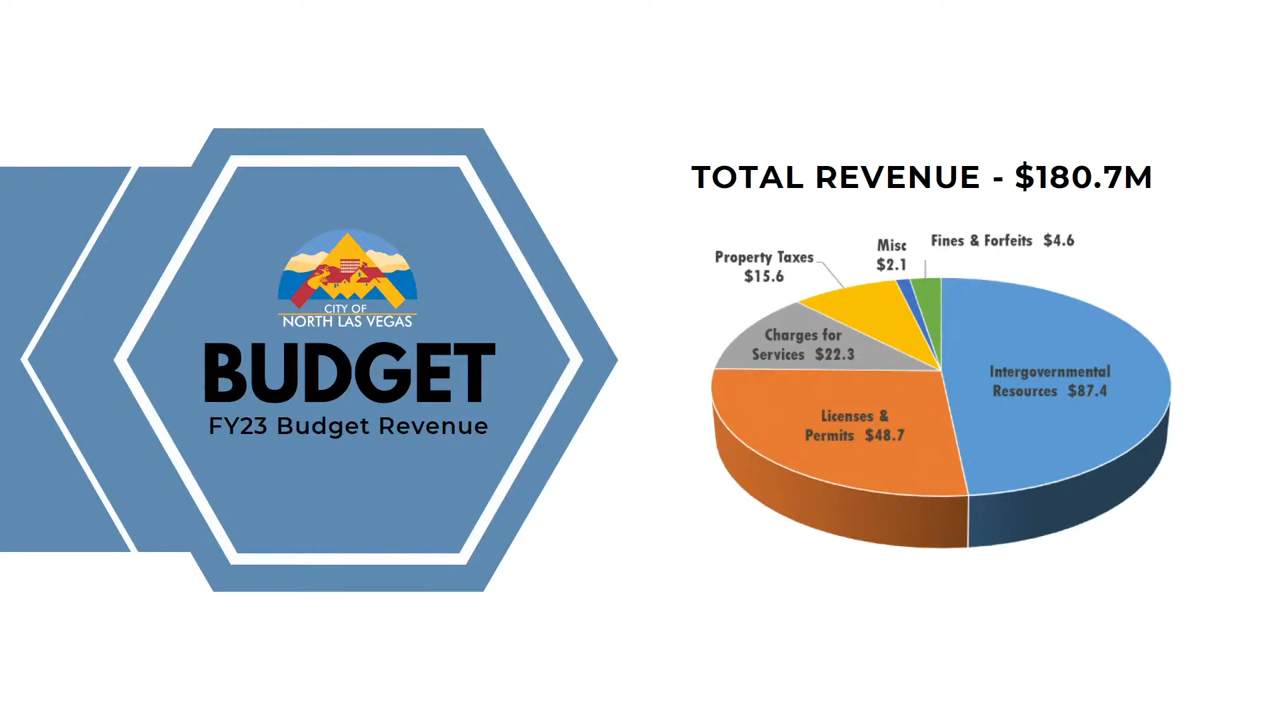 CITY OF
NORTH LAS VEGAS
BUDGET
FY23 Budget Revenue
TOTAL REVENUE - $180.7M
Property Taxes
$15.6
Misc
$2.1
Fines & Forfeits $4.6
Charges for
Services $22.3
Intergovernmental
Resources $87.4
Licenses &
Permits $48.7